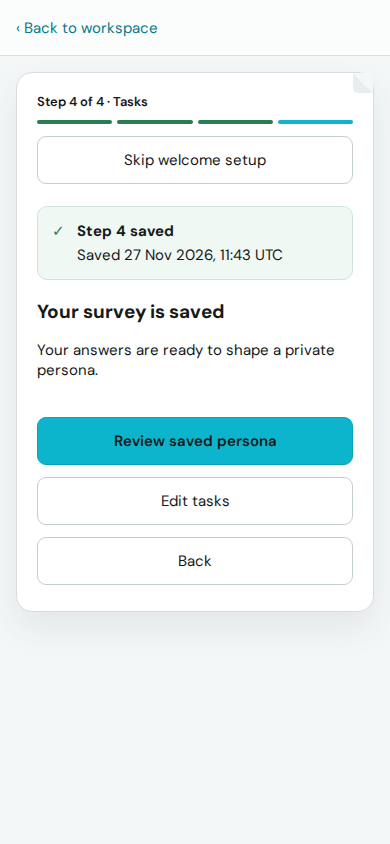 ‹ Back to workspace
Step 4 of 4 · Tasks
Skip welcome setup
✓ Step 4 saved
Saved 27 Nov 2026, 11:43 UTC
Your survey is saved
Your answers are ready to shape a private
persona.
Review saved persona
Edit tasks
Back